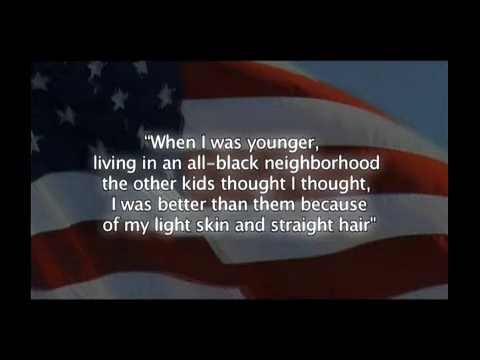 "When I was younger,
living in an all-black neighborhood
the other kids thought I thought,
I was better than them because
of my light skin and straight hair"